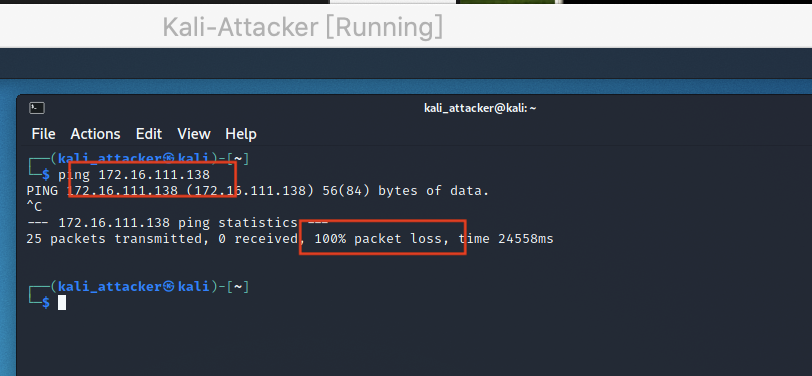 Kali-Attacker [Running]
kali_attacker@kali: ~
File Actions Edit View Help
┌──(kali_attacker㉿kali)-[~]
└─$ ping 172.16.111.138
PING 172.16.111.138 (172.16.111.138) 56(84) bytes of data.
^C
--- 172.16.111.138 ping statistics ---
25 packets transmitted, 0 received, 100% packet loss, time 24558ms
┌──(kali_attacker㉿kali)-[~]
└─$